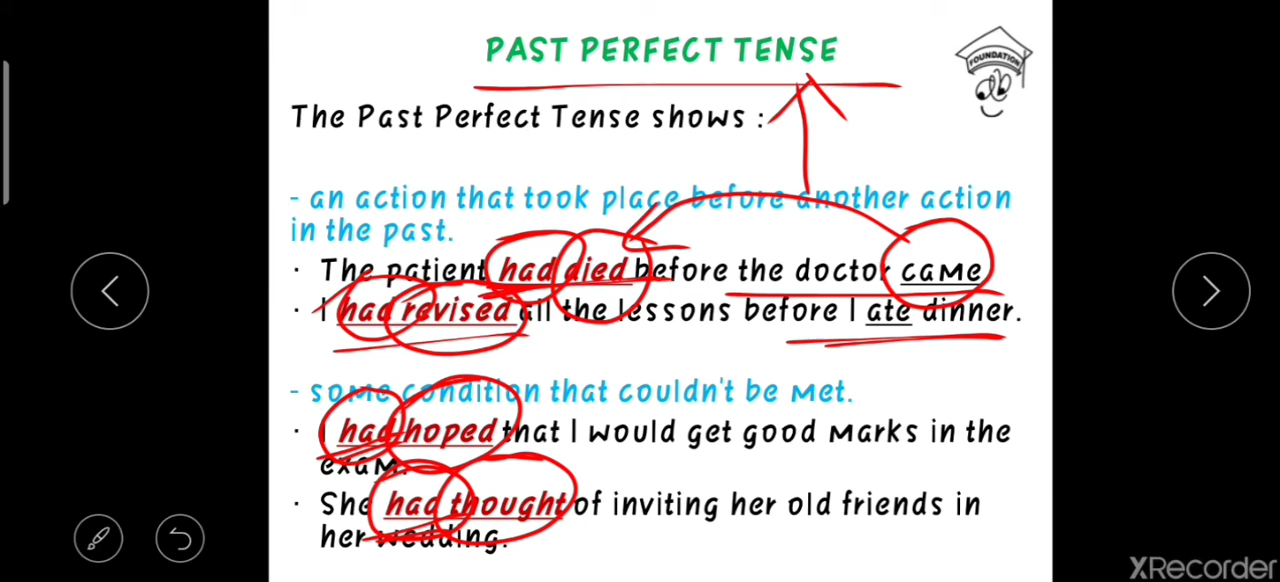 PAST PERFECT TENSE
FOUNDATION
The Past Perfect Tense shows :
- an action that took place before another action
in the past.
· The patient had died before the doctor came
· I had revised all the lessons before I ate dinner.
- some condition that couldn't be met.
· I had hoped that I would get good marks in the
exam.
· She had thought of inviting her old friends in
her wedding.
XRecorder